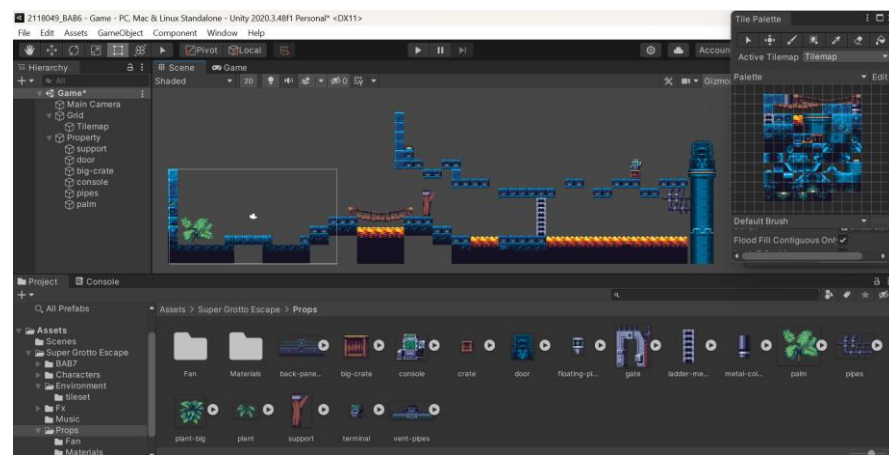 2118049_BAB6 - Game - PC, Mac & Linux Standalone - Unity 2020.3.48f1 Personal* <DX11>
File Edit Assets GameObject Component Window Help
Pivot Local Accoun
Hierarchy
All
Game*
Main Camera
Grid
Tilemap
Property
support
door
big-crate
console
pipes
palm
Scene Game
Shaded 2D 0 Gizmo
Tile Palette
Active Tilemap Tilemap
Palette Edit
Default Brush
Flood Fill Contiguous Onl
Project Console
All Prefabs
Assets
Scenes
Super Grotto Escape
BAB7
Characters
Environment
tileset
Fx
Music
Props
Fan
Materials
Assets > Super Grotto Escape > Props
Fan Materials back-pane... big-crate console crate door floating-pl... gate ladder-me... metal-col... palm pipes
plant-big plant support terminal vent-pipes